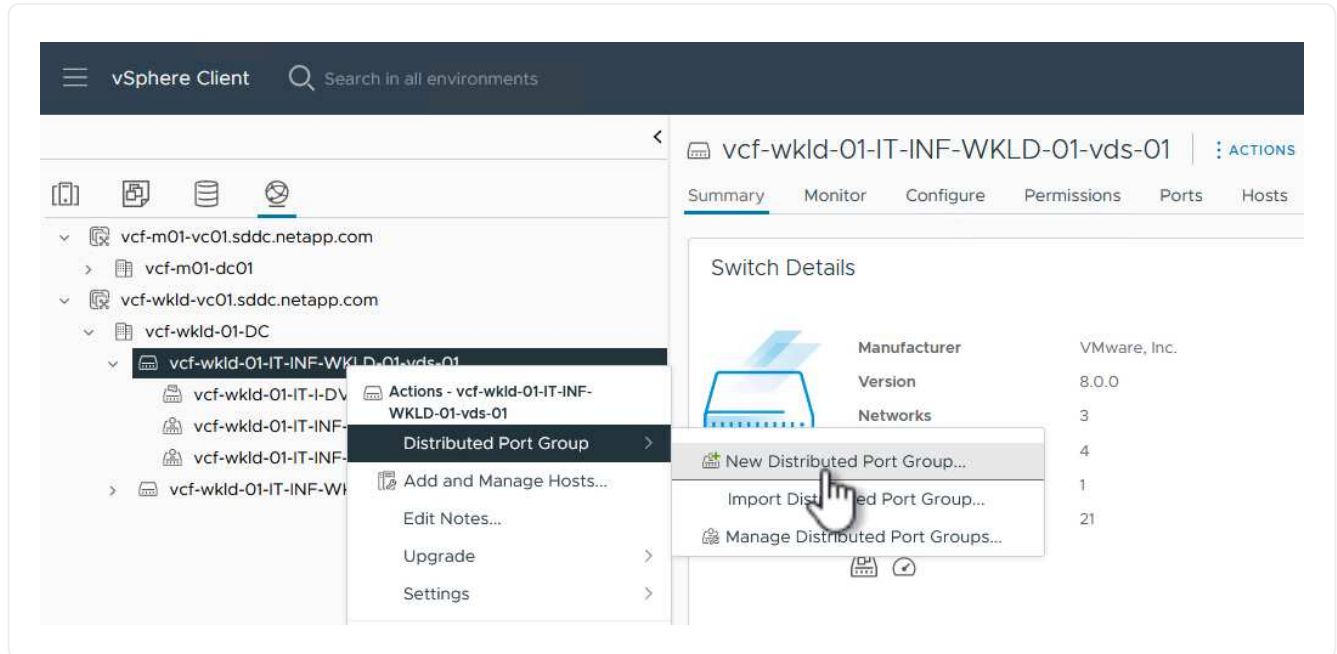 vSphere Client
Search in all environments
vcf-wkld-01-IT-INF-WKLD-01-vds-01
ACTIONS
Summary Monitor Configure Permissions Ports Hosts
vcf-m01-vc01.sddc.netapp.com
vcf-m01-dc01
vcf-wkld-vc01.sddc.netapp.com
vcf-wkld-01-DC
vcf-wkld-01-IT-INF-WKLD-01-vds-01
vcf-wkld-01-IT-I-DV
vcf-wkld-01-IT-INF-
vcf-wkld-01-IT-INF-
vcf-wkld-01-IT-INF-WK
Actions - vcf-wkld-01-IT-INF-
WKLD-01-vds-01
Distributed Port Group
Add and Manage Hosts...
Edit Notes...
Upgrade
Settings
New Distributed Port Group...
Import Distributed Port Group...
Manage Distributed Port Groups...
Switch Details
Manufacturer VMware, Inc.
Version 8.0.0
Networks 3
4
1
21